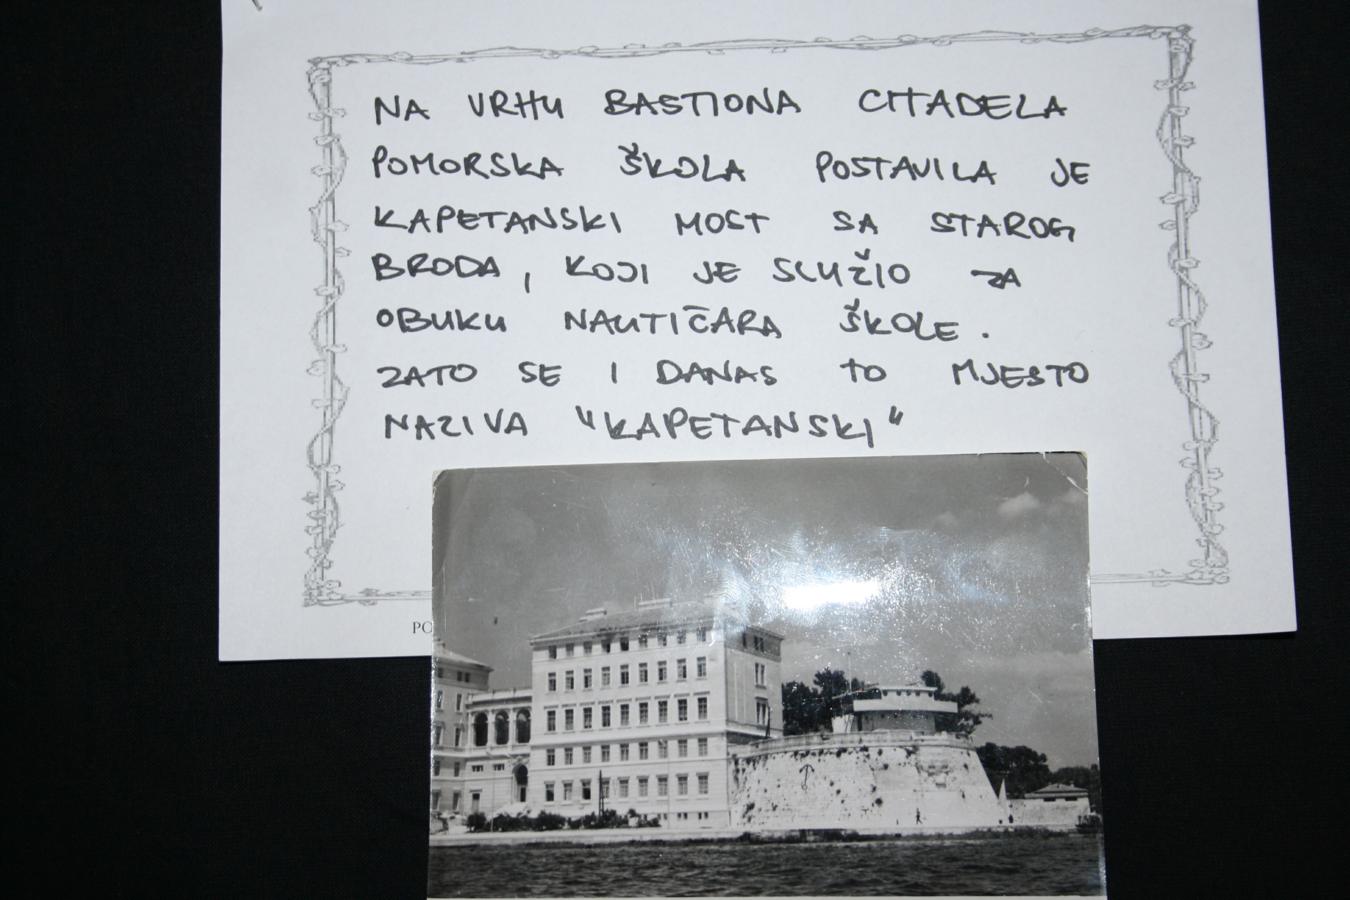 NA VRHU BASTIONA CITADELA
POMORSKA ŠKOLA POSTAVILA JE
KAPETANSKI MOST SA STAROG
BRODA, KOJI JE SLUŽIO ZA
OBUKU NAUTIČARA ŠKOLE.
ZATO SE I DANAS TO MJESTO
NAZIVA "KAPETANSKI"
PO